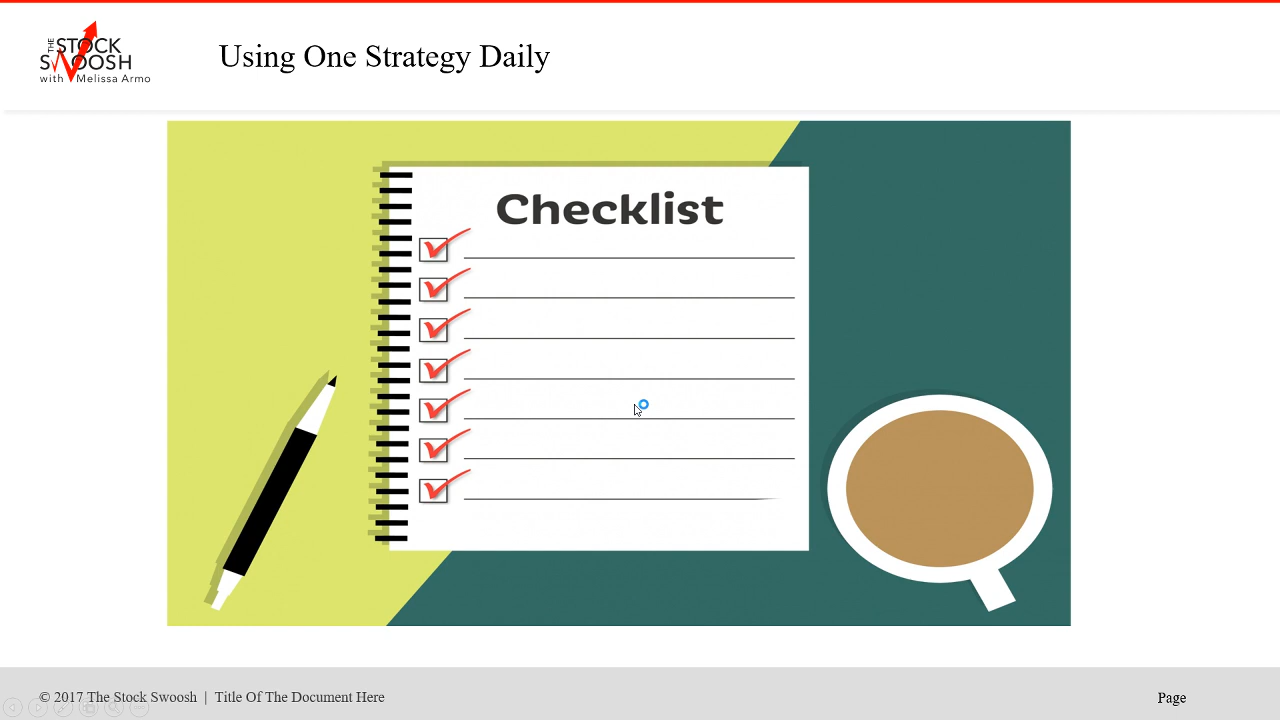 THE STOCK
SWOOSH
with Melissa Armo
Using One Strategy Daily
Checklist
© 2017 The Stock Swoosh | Title Of The Document Here
Page